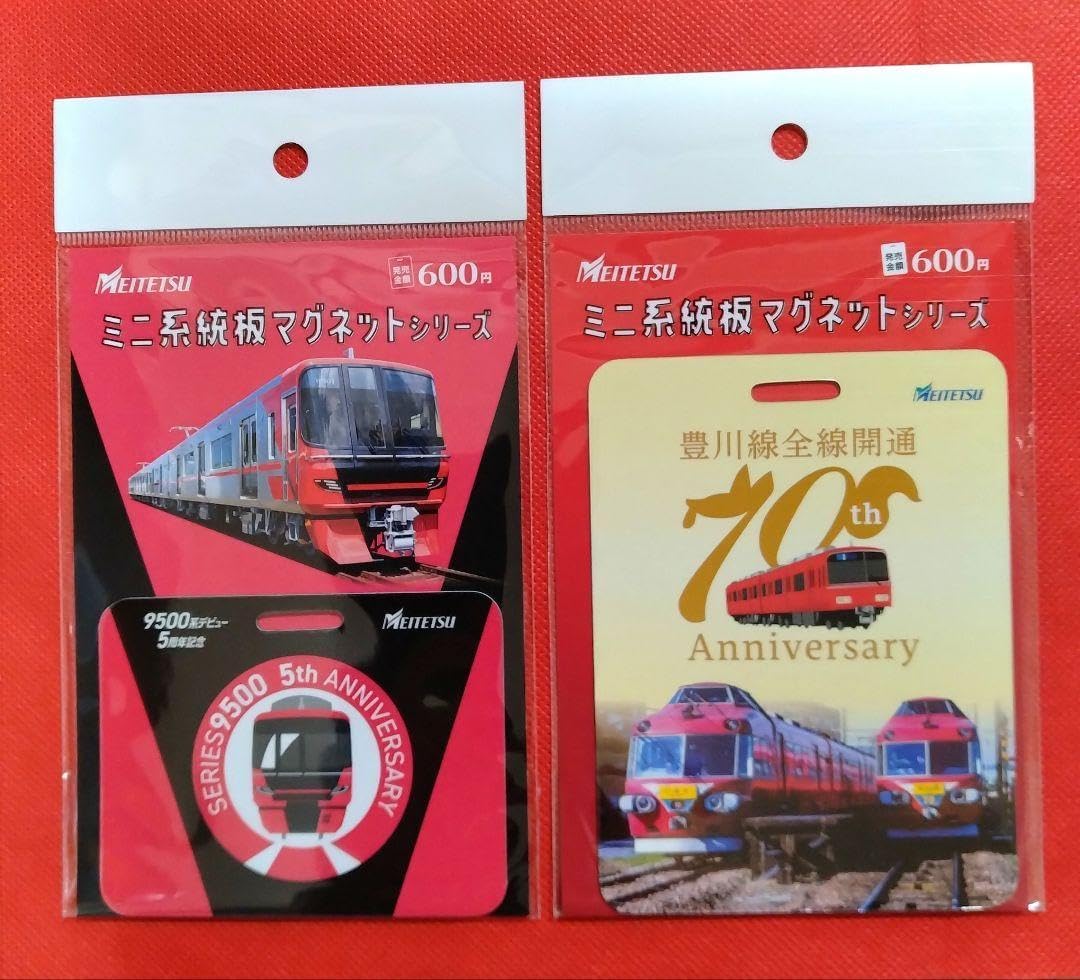 MEITETSU
発売
金額
600円
ミニ系統板マグネットシリーズ
9500系デビュー
5周年記念
MEITETSU
SERIES9500 5th ANNIVERSARY
MEITETSU
発売
金額
600円
ミニ系統板マグネットシリーズ
MEITETSU
豊川線全線開通
70th
Anniversary